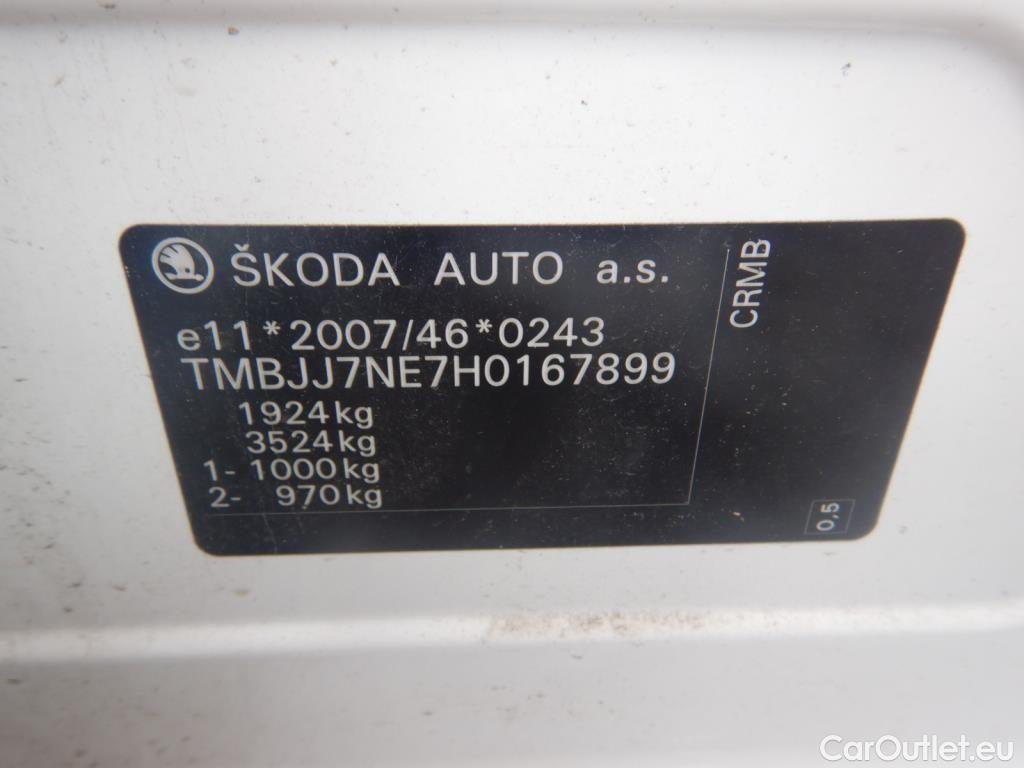 ŠKODA AUTO a.s.
e11*2007/46*0243
TMBJJ7NE7H0167899
1924kg
3524kg
1- 1000kg
2- 970kg
CRMB
0,5
CarOutlet.eu